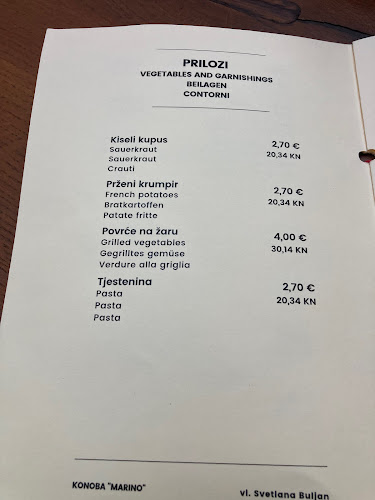 PRILOZI
VEGETABLES AND GARNISHINGS
BEILAGEN
CONTORNI
Kiseli kupus 2,70 €
Sauerkraut 20,34 KN
Sauerkraut
Crauti
Prženi krumpir 2,70 €
French potatoes 20,34 KN
Bratkartoffen
Patate fritte
Povrće na žaru 4,00 €
Grilled vegetables 30,14 KN
Gegrillites gemüse
Verdure alla griglia
Tjestenina 2,70 €
Pasta 20,34 KN
Pasta
Pasta
KONOBA "MARINO" vl. Svetlana Buljan